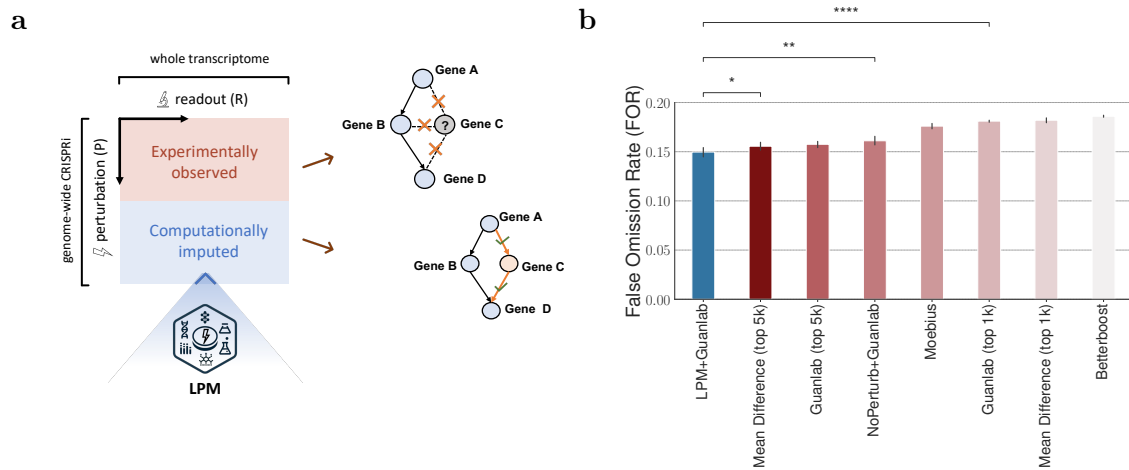 a
whole transcriptome
readout (R)
genome-wide CRISPRi
perturbation (P)
Experimentally
observed
Computationally
imputed
LPM
Gene A
Gene B
?
Gene C
Gene D
Gene A
Gene B
Gene C
Gene D
b
****
**
*
False Omission Rate (FOR)
0.20
0.15
0.10
0.05
0.00
LPM+Guanlab
Mean Difference (top 5k)
Guanlab (top 5k)
NoPerturb+Guanlab
Moebius
Guanlab (top 1k)
Mean Difference (top 1k)
Betterboost